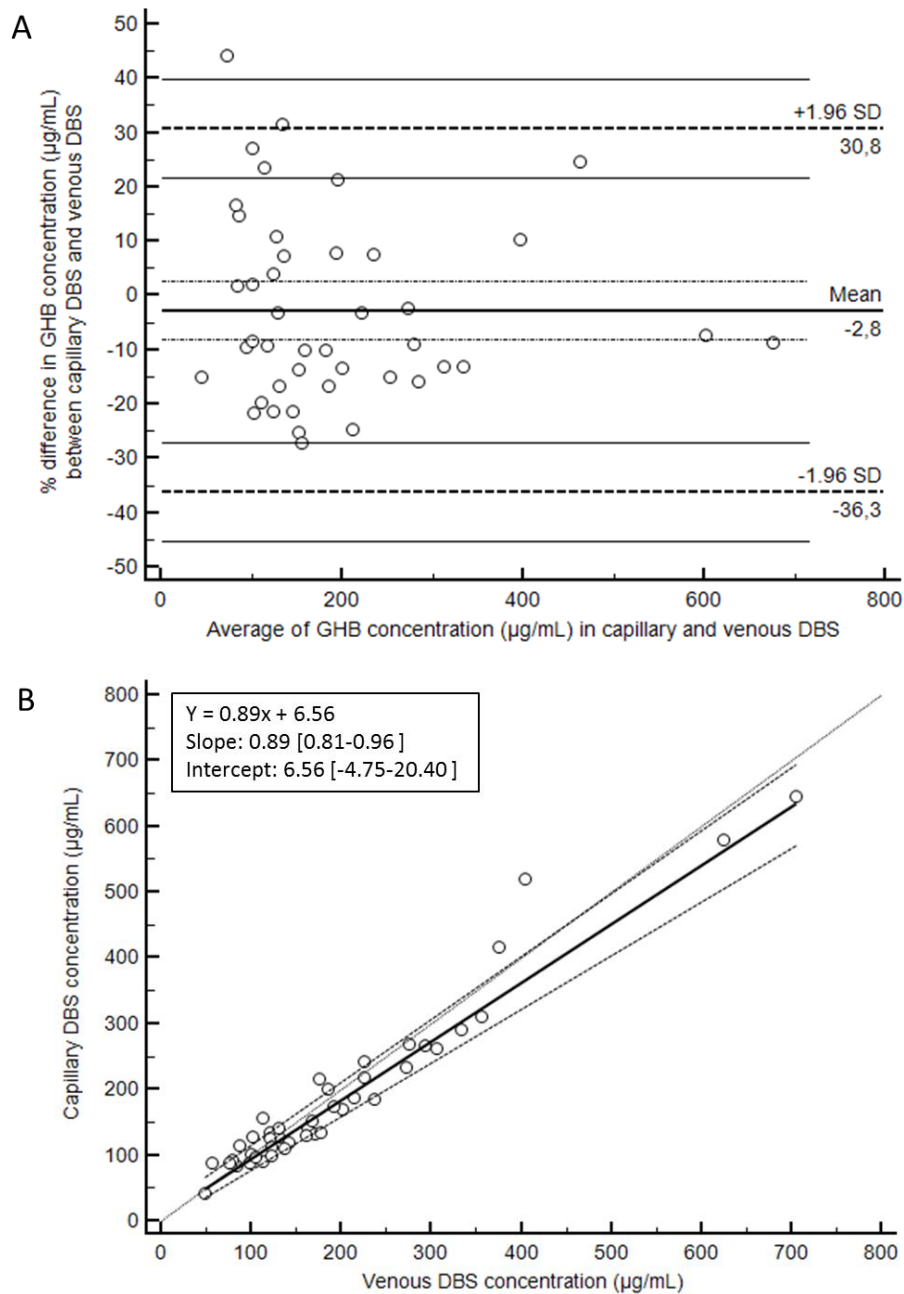 A
% difference in GHB concentration (µg/mL)
between capillary DBS and venous DBS
50
40
30
20
10
0
-10
-20
-30
-40
-50
+1.96 SD
30,8
Mean
-2,8
-1.96 SD
-36,3
0
200
400
600
800
Average of GHB concentration (µg/mL) in capillary and venous DBS
B
Capillary DBS concentration (µg/mL)
800
700
600
500
400
300
200
100
0
Y = 0.89x + 6.56
Slope: 0.89 [0.81-0.96 ]
Intercept: 6.56 [-4.75-20.40 ]
0
100
200
300
400
500
600
700
800
Venous DBS concentration (µg/mL)